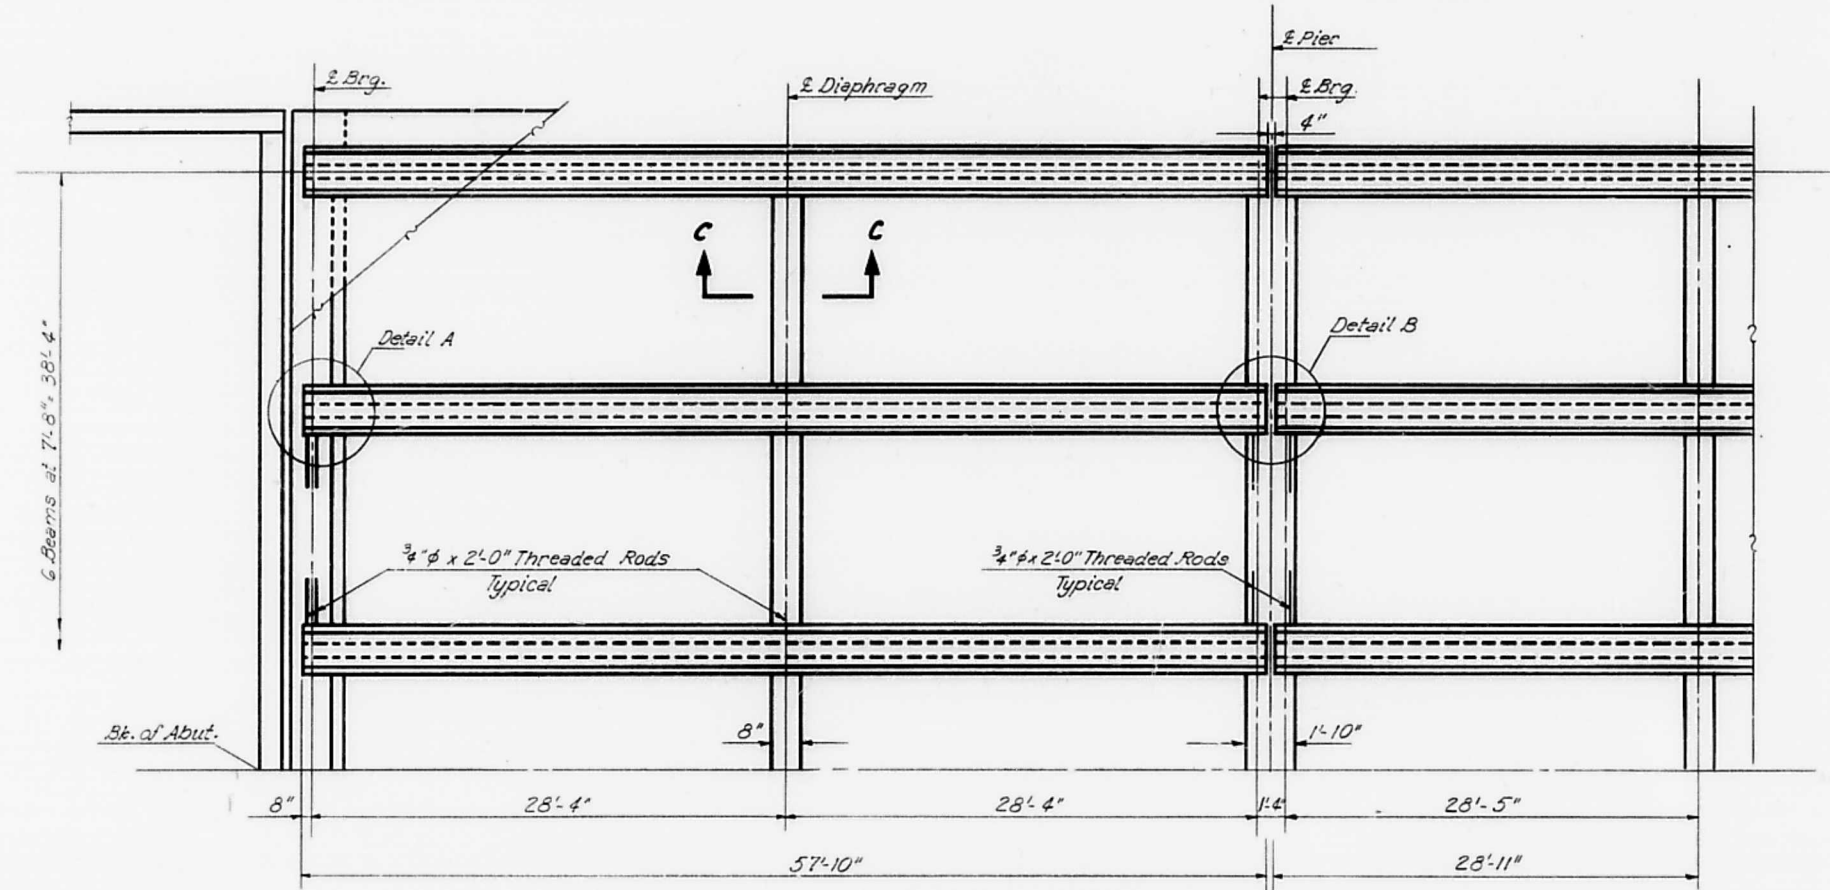 ℄ Pier
℄ Brg.
℄ Diaphragm
℄ Brg.
4"
C C
Detail A
Detail B
6 Beams at 7'-8" = 38'-4"
3/4" ϕ x 2'-0" Threaded Rods
Typical
3/4" ϕ x 2'-0" Threaded Rods
Typical
Bk. of Abut.
8"
1'-10"
8"
28'-4"
28'-4"
1'-4"
28'-5"
57'-10"
28'-11"